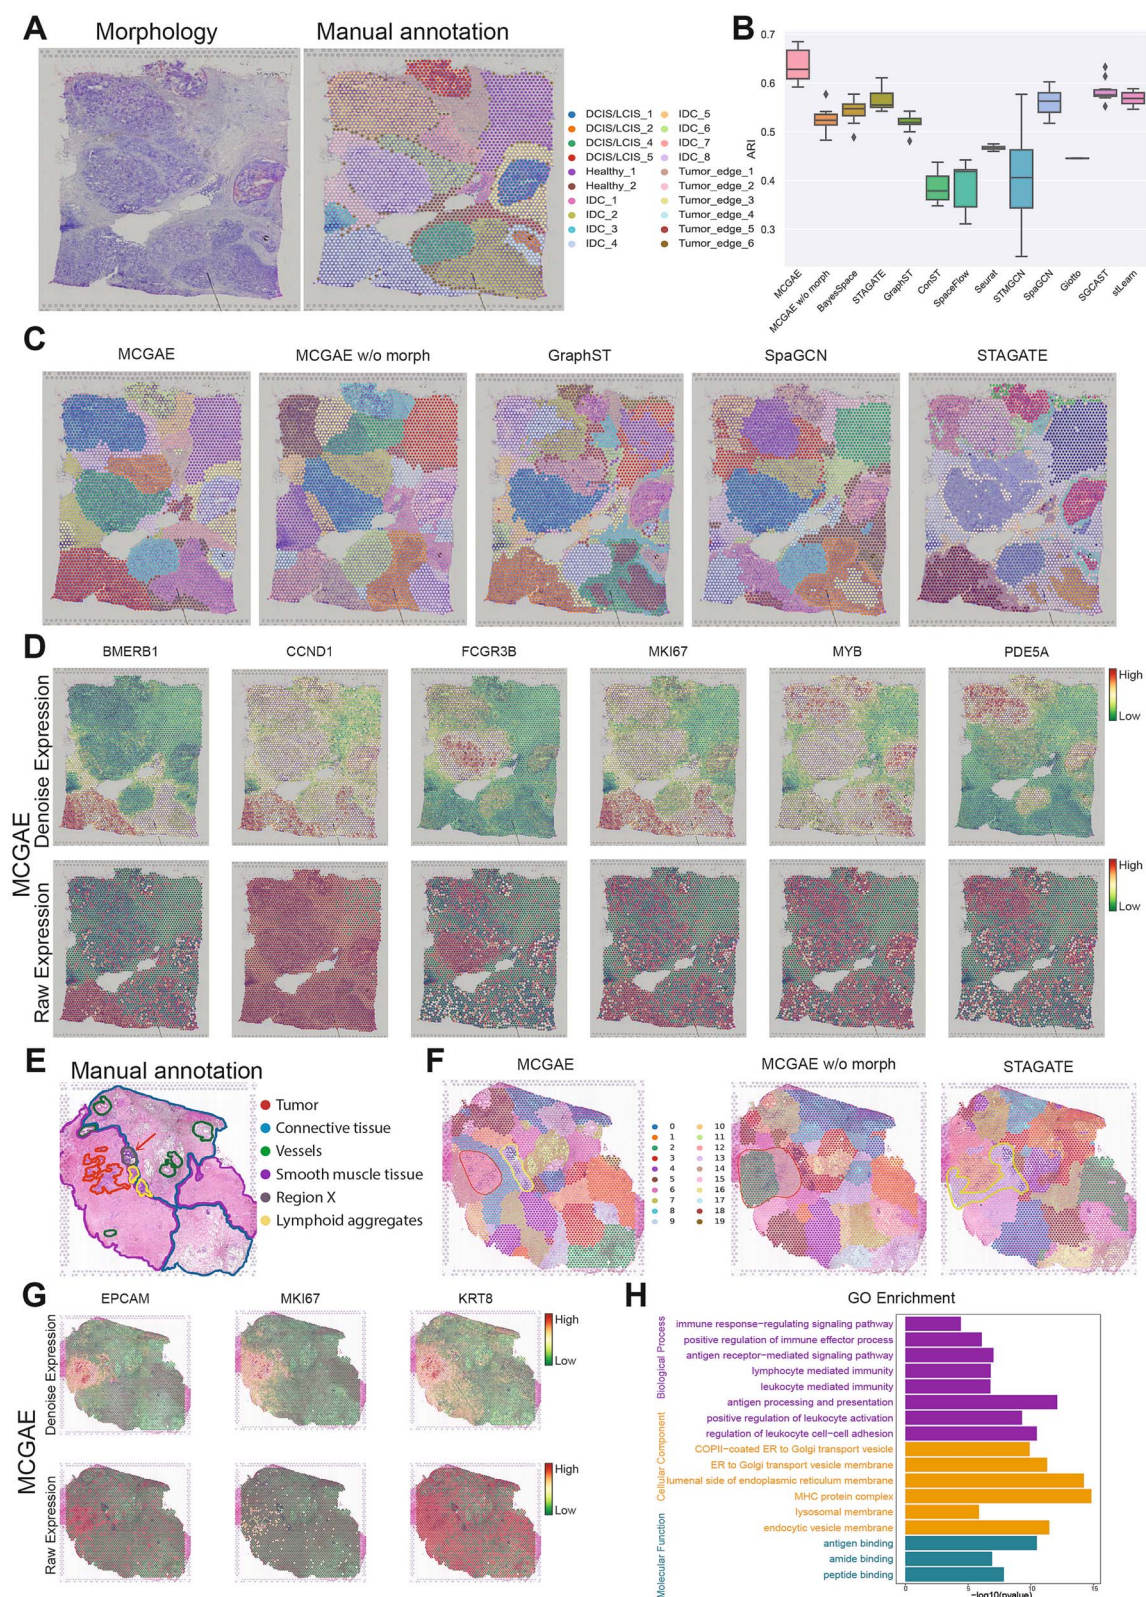 A
Morphology
Manual annotation
DCIS/LCIS_1
DCIS/LCIS_2
DCIS/LCIS_4
DCIS/LCIS_5
Healthy_1
Healthy_2
IDC_1
IDC_2
IDC_3
IDC_4
IDC_5
IDC_6
IDC_7
IDC_8
Tumor_edge_1
Tumor_edge_2
Tumor_edge_3
Tumor_edge_4
Tumor_edge_5
Tumor_edge_6
B
0.7
0.6
0.5
0.4
0.3
ARI
MCGAE
MCGAE w/o morph
BayesSpace
STAGATE
GraphST
ConST
SpaceFlow
Seurat
STMGCN
SpaGCN
Giotto
SGCAST
stLearn
C
MCGAE
MCGAE w/o morph
GraphST
SpaGCN
STAGATE
D
BMERB1
CCND1
FCGR3B
MKI67
MYB
PDE5A
MCGAE
Denoise Expression
High
Low
Raw Expression
High
Low
E
Manual annotation
Tumor
Connective tissue
Vessels
Smooth muscle tissue
Region X
Lymphoid aggregates
F
MCGAE
MCGAE w/o morph
STAGATE
0
1
2
3
4
5
6
7
8
9
10
11
12
13
14
15
16
17
18
19
G
EPCAM
MKI67
KRT8
MCGAE
Denoise Expression
High
Low
Raw Expression
High
Low
H
GO Enrichment
Biological Process
immune response-regulating signaling pathway
positive regulation of immune effector process
antigen receptor-mediated signaling pathway
lymphocyte mediated immunity
leukocyte mediated immunity
antigen processing and presentation
positive regulation of leukocyte activation
regulation of leukocyte cell-cell adhesion
Cellular Component
COPII-coated ER to Golgi transport vesicle
ER to Golgi transport vesicle membrane
lumenal side of endoplasmic reticulum membrane
MHC protein complex
lysosomal membrane
endocytic vesicle membrane
Molecular Function
antigen binding
amide binding
peptide binding
0
5
10
15
−log10(pvalue)